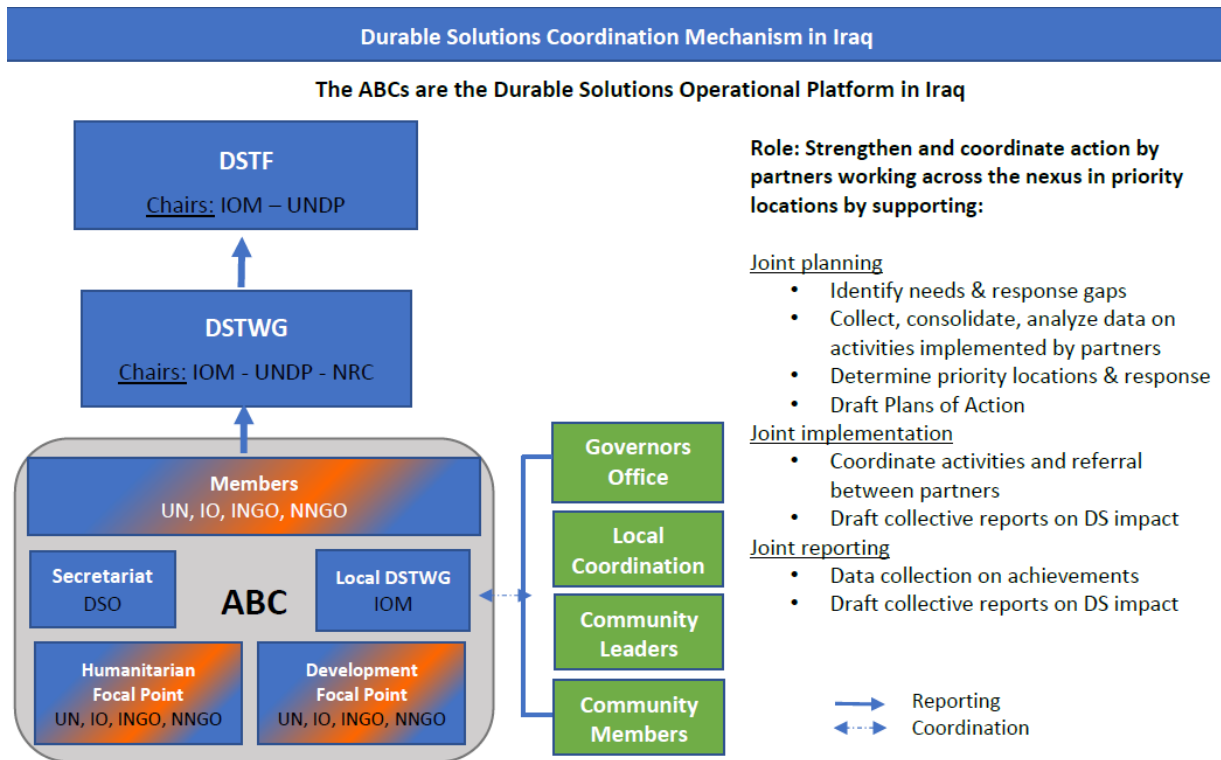 Durable Solutions Coordination Mechanism in Iraq
The ABCs are the Durable Solutions Operational Platform in Iraq
DSTF
Chairs: IOM – UNDP
DSTWG
Chairs: IOM - UNDP - NRC
Members
UN, IO, INGO, NNGO
Secretariat
DSO
ABC
Local DSTWG
IOM
Humanitarian
Focal Point
UN, IO, INGO, NNGO
Development
Focal Point
UN, IO, INGO, NNGO
Governors
Office
Local
Coordination
Community
Leaders
Community
Members
Role: Strengthen and coordinate action by
partners working across the nexus in priority
locations by supporting:
Joint planning
• Identify needs & response gaps
• Collect, consolidate, analyze data on
activities implemented by partners
• Determine priority locations & response
• Draft Plans of Action
Joint implementation
• Coordinate activities and referral
between partners
• Draft collective reports on DS impact
Joint reporting
• Data collection on achievements
• Draft collective reports on DS impact
Reporting
Coordination